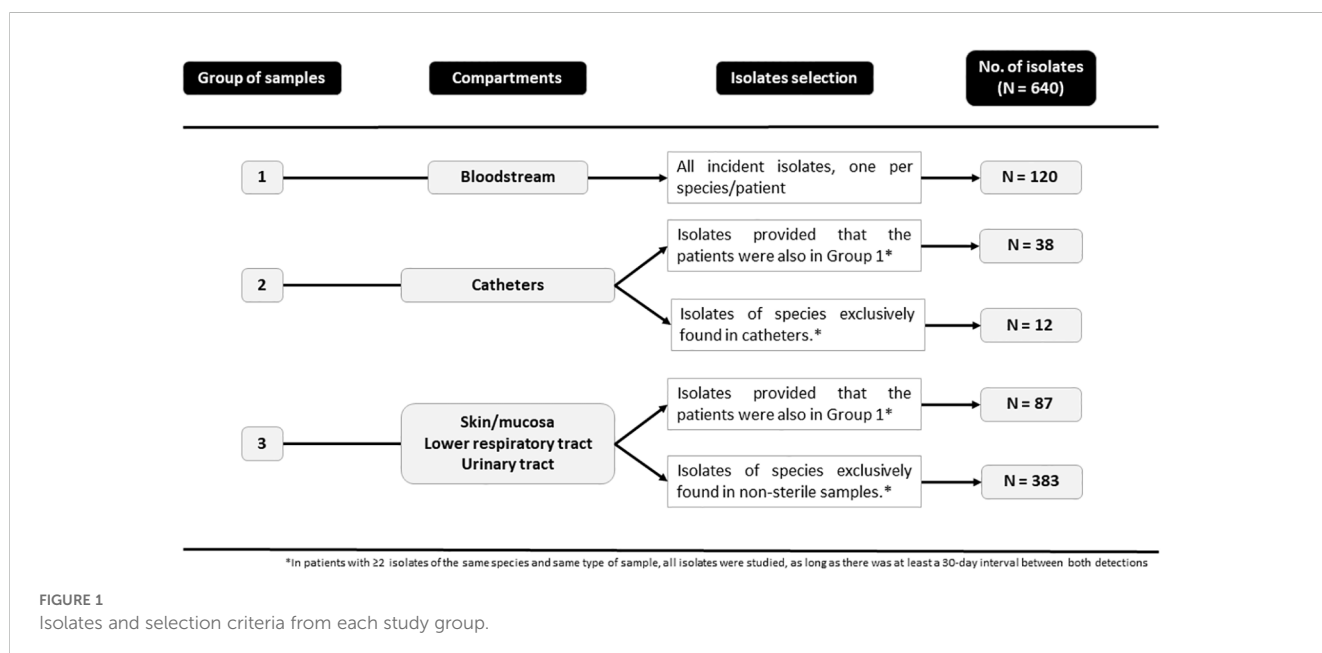 Group of samples
Compartments
Isolates selection
No. of isolates
(N = 640)
1
Bloodstream
All incident isolates, one per
species/patient
N = 120
2
Catheters
Isolates provided that the
patients were also in Group 1*
N = 38
Isolates of species exclusively
found in catheters.*
N = 12
3
Skin/mucosa
Lower respiratory tract
Urinary tract
Isolates provided that the
patients were also in Group 1*
N = 87
Isolates of species exclusively
found in non-sterile samples.*
N = 383
*In patients with ≥2 isolates of the same species and same type of sample, all isolates were studied, as long as there was at least a 30-day interval between both detections
FIGURE 1
Isolates and selection criteria from each study group.